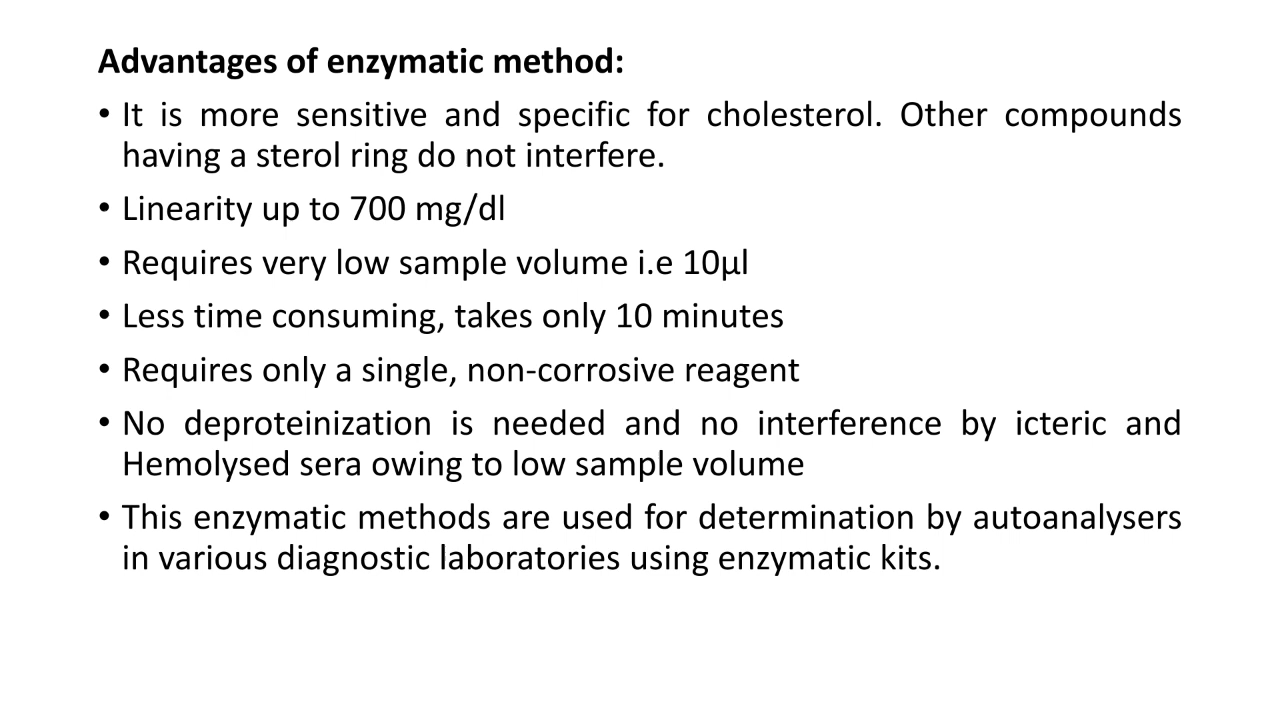 Advantages of enzymatic method:
• It is more sensitive and specific for cholesterol. Other compounds
having a sterol ring do not interfere.
• Linearity up to 700 mg/dl
• Requires very low sample volume i.e 10µl
• Less time consuming, takes only 10 minutes
• Requires only a single, non-corrosive reagent
• No deproteinization is needed and no interference by icteric and
Hemolysed sera owing to low sample volume
• This enzymatic methods are used for determination by autoanalysers
in various diagnostic laboratories using enzymatic kits.